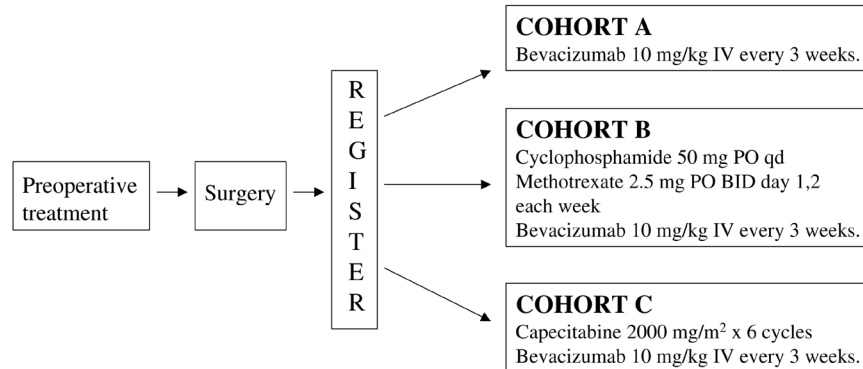 Preoperative
treatment
Surgery
R
E
G
I
S
T
E
R
COHORT A
Bevacizumab 10 mg/kg IV every 3 weeks.
COHORT B
Cyclophosphamide 50 mg PO qd
Methotrexate 2.5 mg PO BID day 1,2
each week
Bevacizumab 10 mg/kg IV every 3 weeks.
COHORT C
Capecitabine 2000 mg/m² x 6 cycles
Bevacizumab 10 mg/kg IV every 3 weeks.